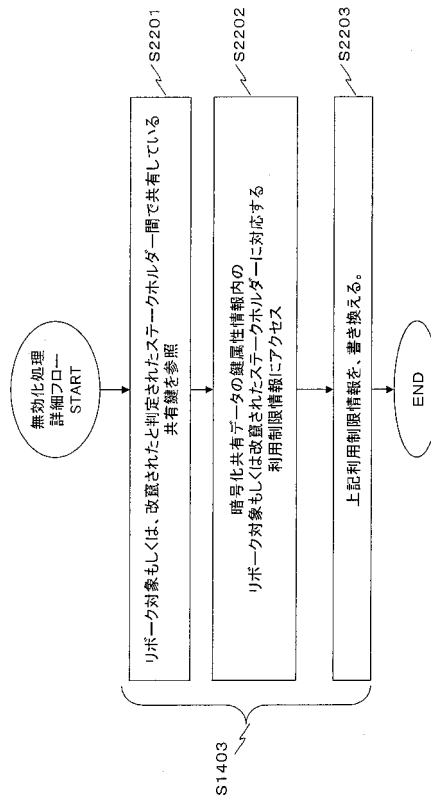 無効化処理
詳細フロー
START
リボーク対象もしくは、改竄されたと判定されたステークホルダー間で共有している
共有鍵を参照
S2201
暗号化共有データの鍵属性情報内の
リボーク対象もしくは改竄されたステークホルダーに対応する
利用制限情報にアクセス
S2202
上記利用制限情報を、書き換える。
S2203
END
S1403